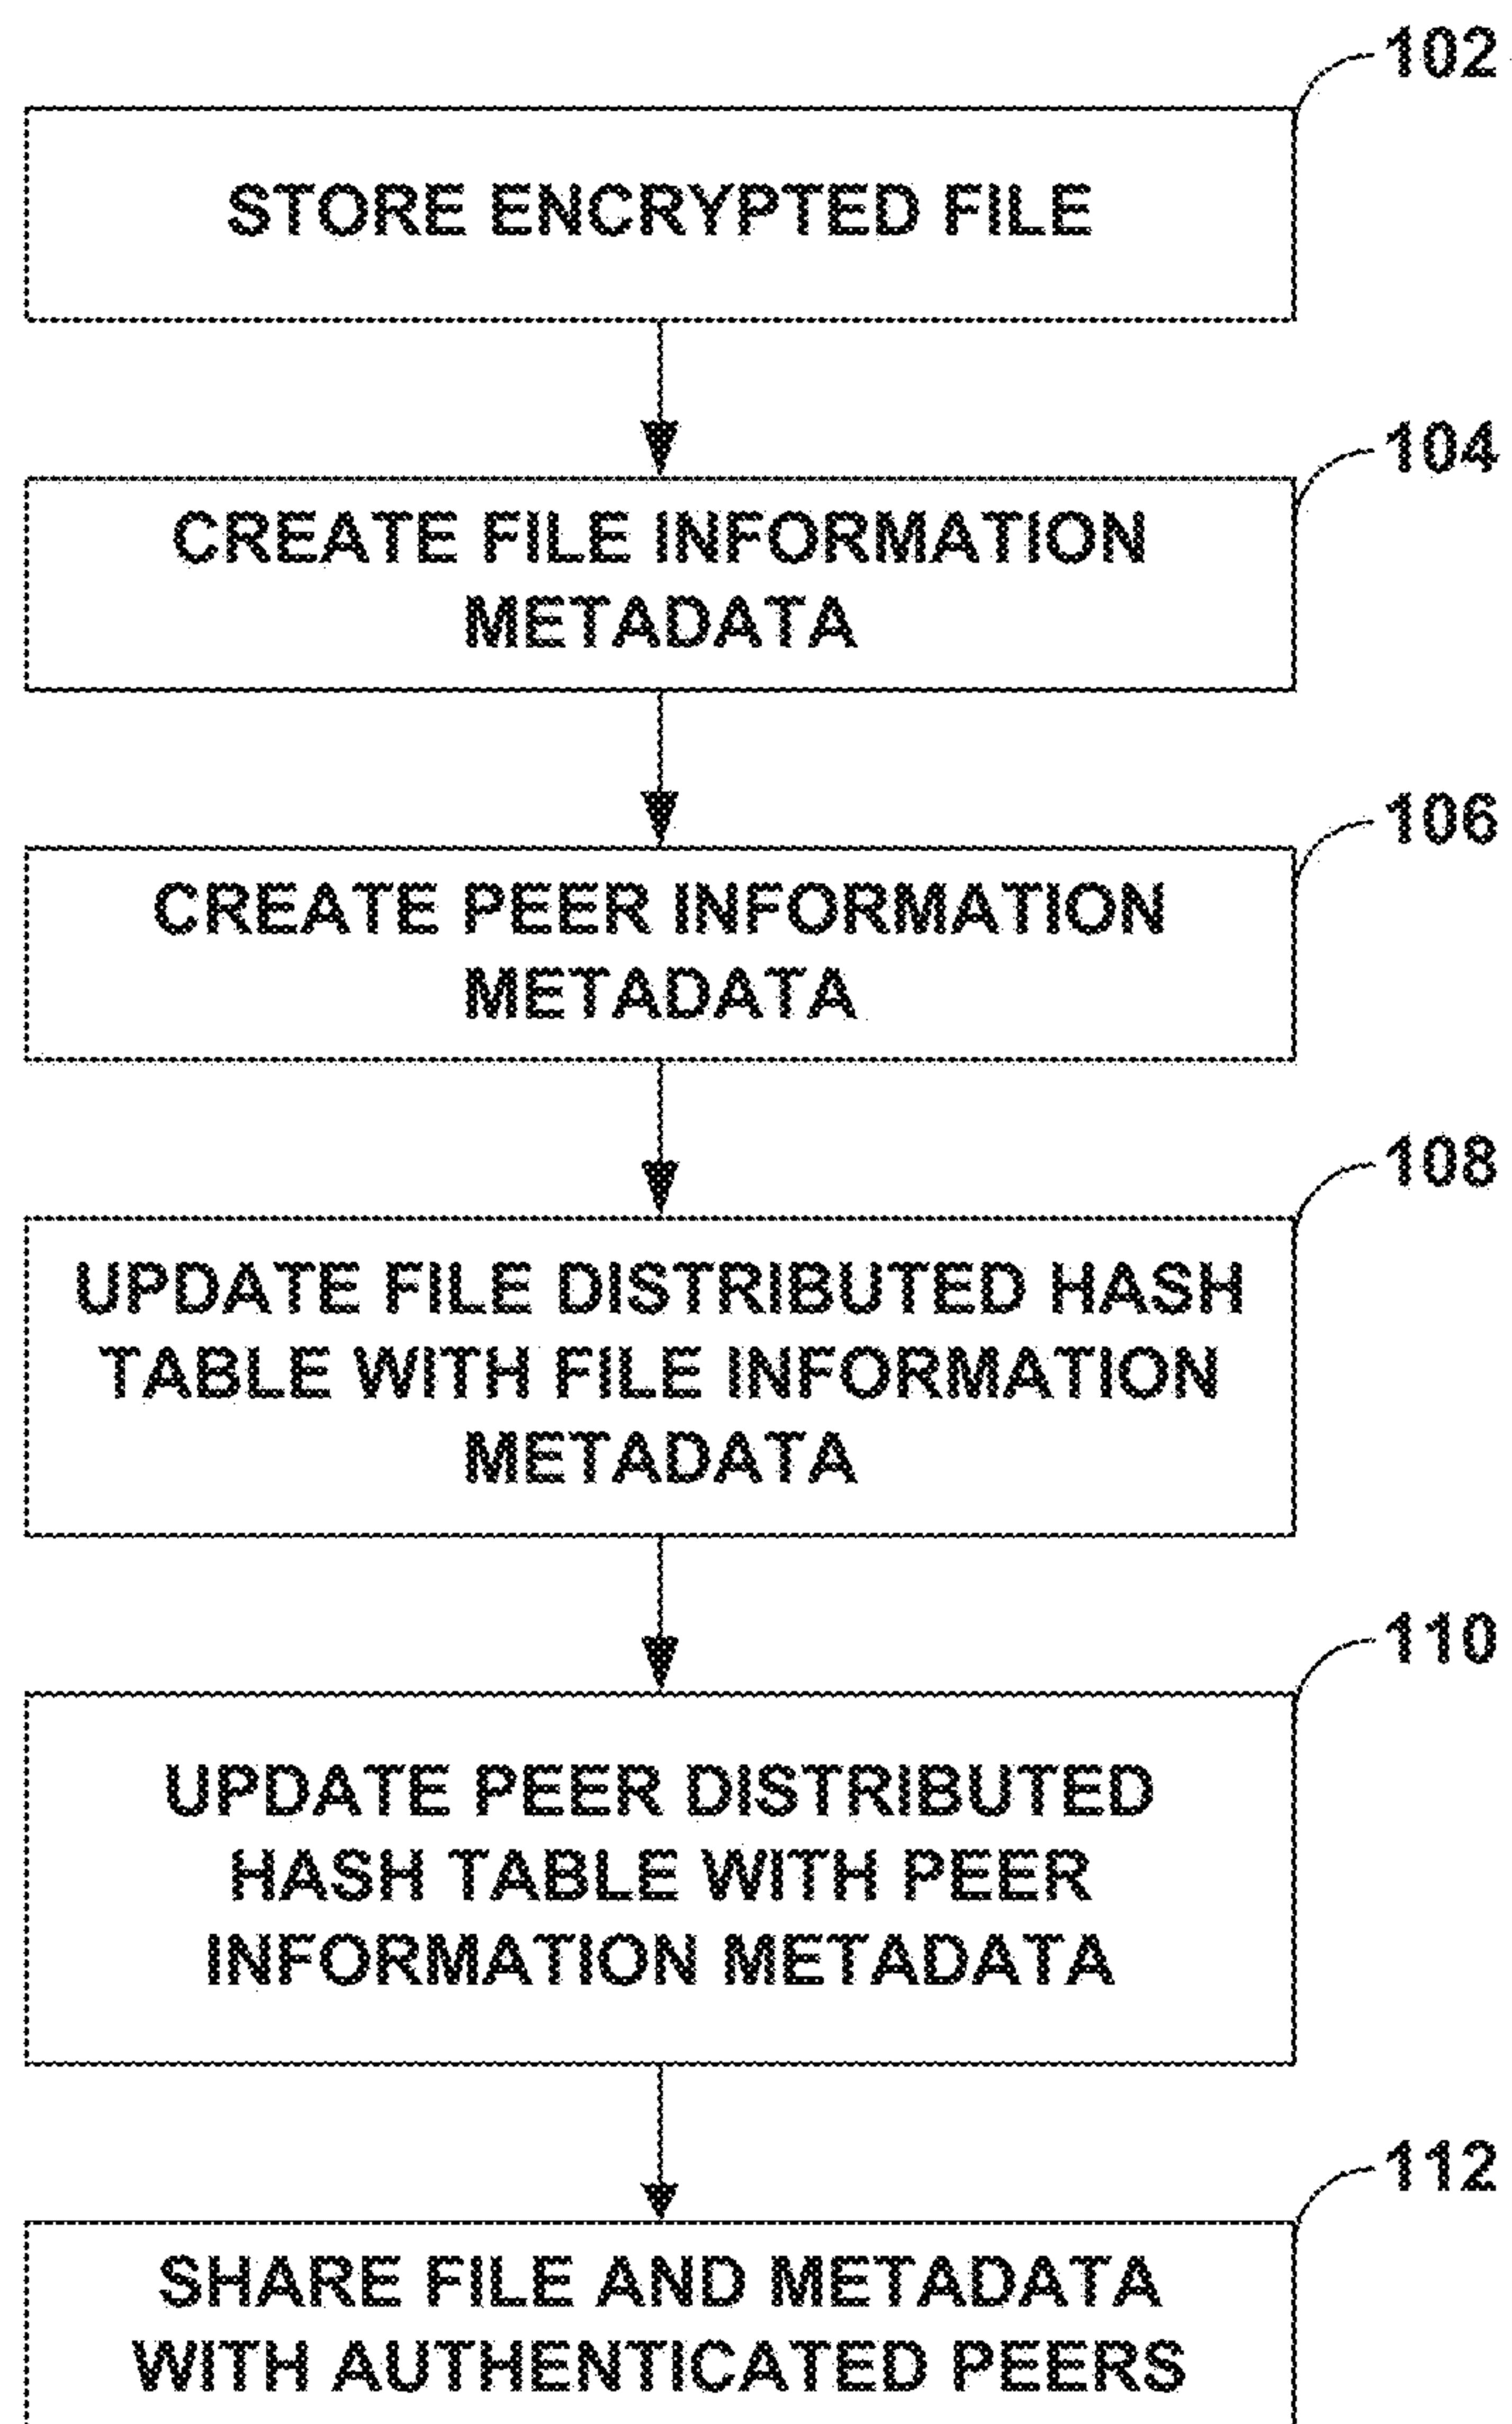 102
STORE ENCRYPTED FILE
104
CREATE FILE INFORMATION
METADATA
106
CREATE PEER INFORMATION
METADATA
108
UPDATE FILE DISTRIBUTED HASH
TABLE WITH FILE INFORMATION
METADATA
110
UPDATE PEER DISTRIBUTED
HASH TABLE WITH PEER
INFORMATION METADATA
112
SHARE FILE AND METADATA
WITH AUTHENTICATED PEERS